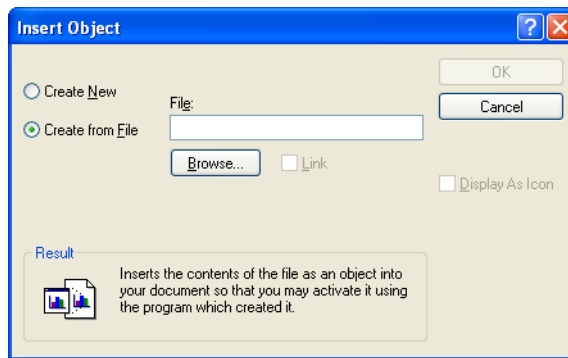 Insert Object
Create New
Create from File
File:
Browse...
Link
OK
Cancel
Display As Icon
Result
Inserts the contents of the file as an object into
your document so that you may activate it using
the program which created it.